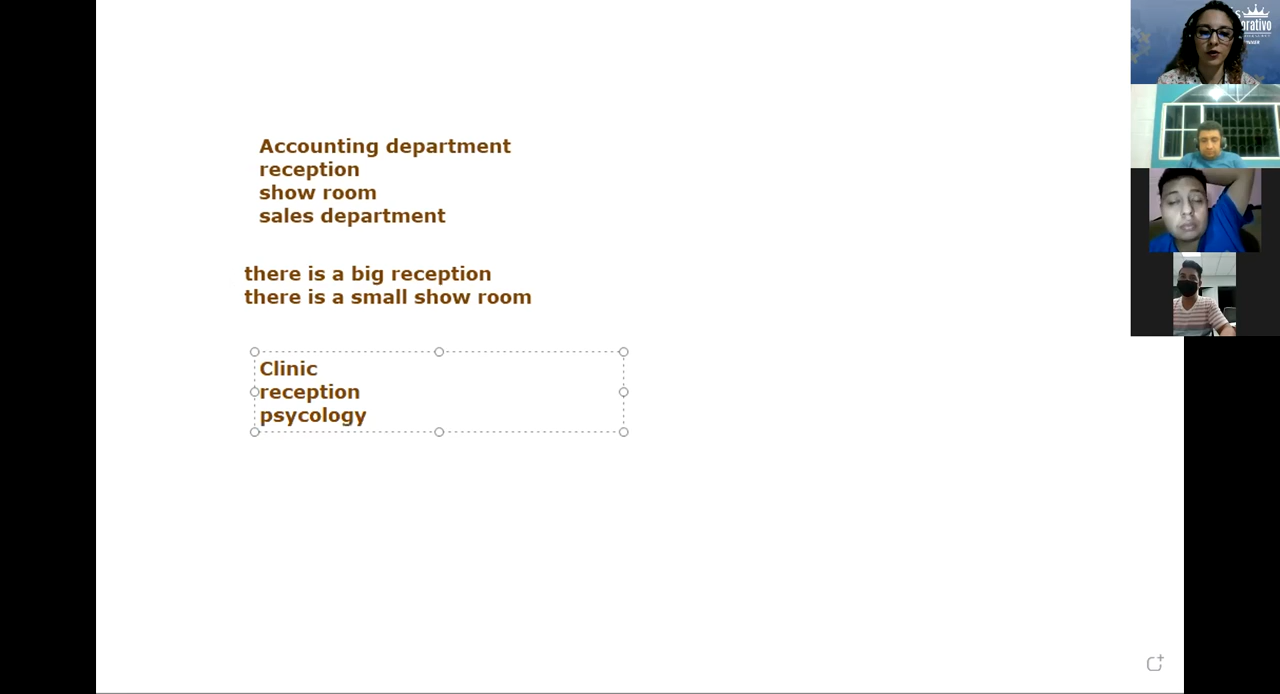 Accounting department
reception
show room
sales department
there is a big reception
there is a small show room
Clinic
reception
psycology